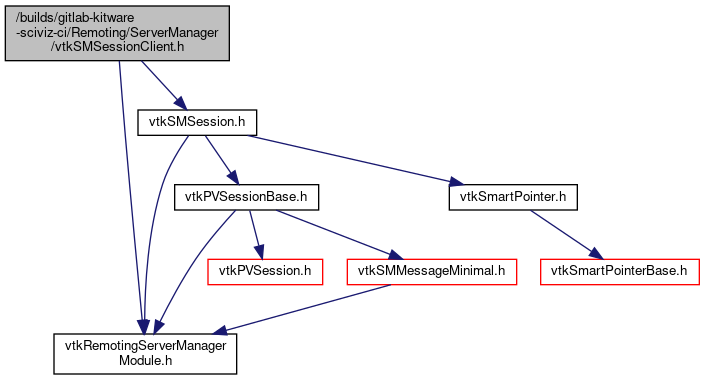 /builds/gitlab-kitware
-sciviz-ci/Remoting/ServerManager
/vtkSMSessionClient.h
vtkSMSession.h
vtkPVSessionBase.h
vtkSmartPointer.h
vtkPVSession.h
vtkSMMessageMinimal.h
vtkSmartPointerBase.h
vtkRemotingServerManager
Module.h